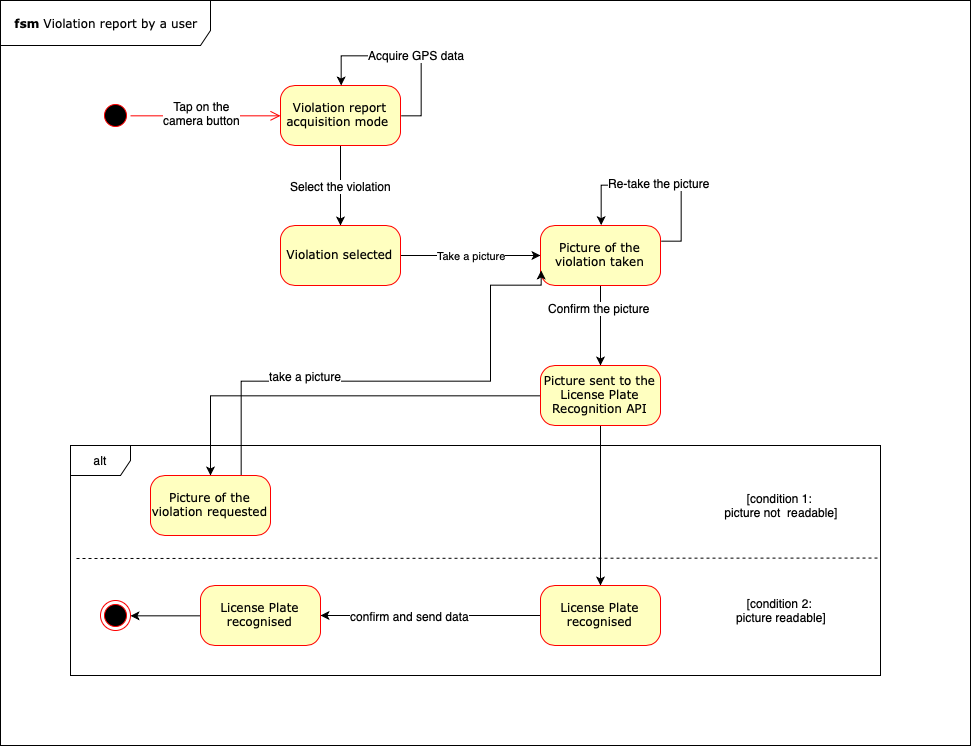 fsm Violation report by a user
Acquire GPS data
Tap on the
camera button
Violation report
acquisition mode
Select the violation
Re-take the picture
Violation selected
Take a picture
Picture of the
violation taken
Confirm the picture
take a picture
Picture sent to the
License Plate
Recognition API
alt
Picture of the
violation requested
[condition 1:
picture not  readable]
License Plate
recognised
confirm and send data
License Plate
recognised
[condition 2:
picture readable]